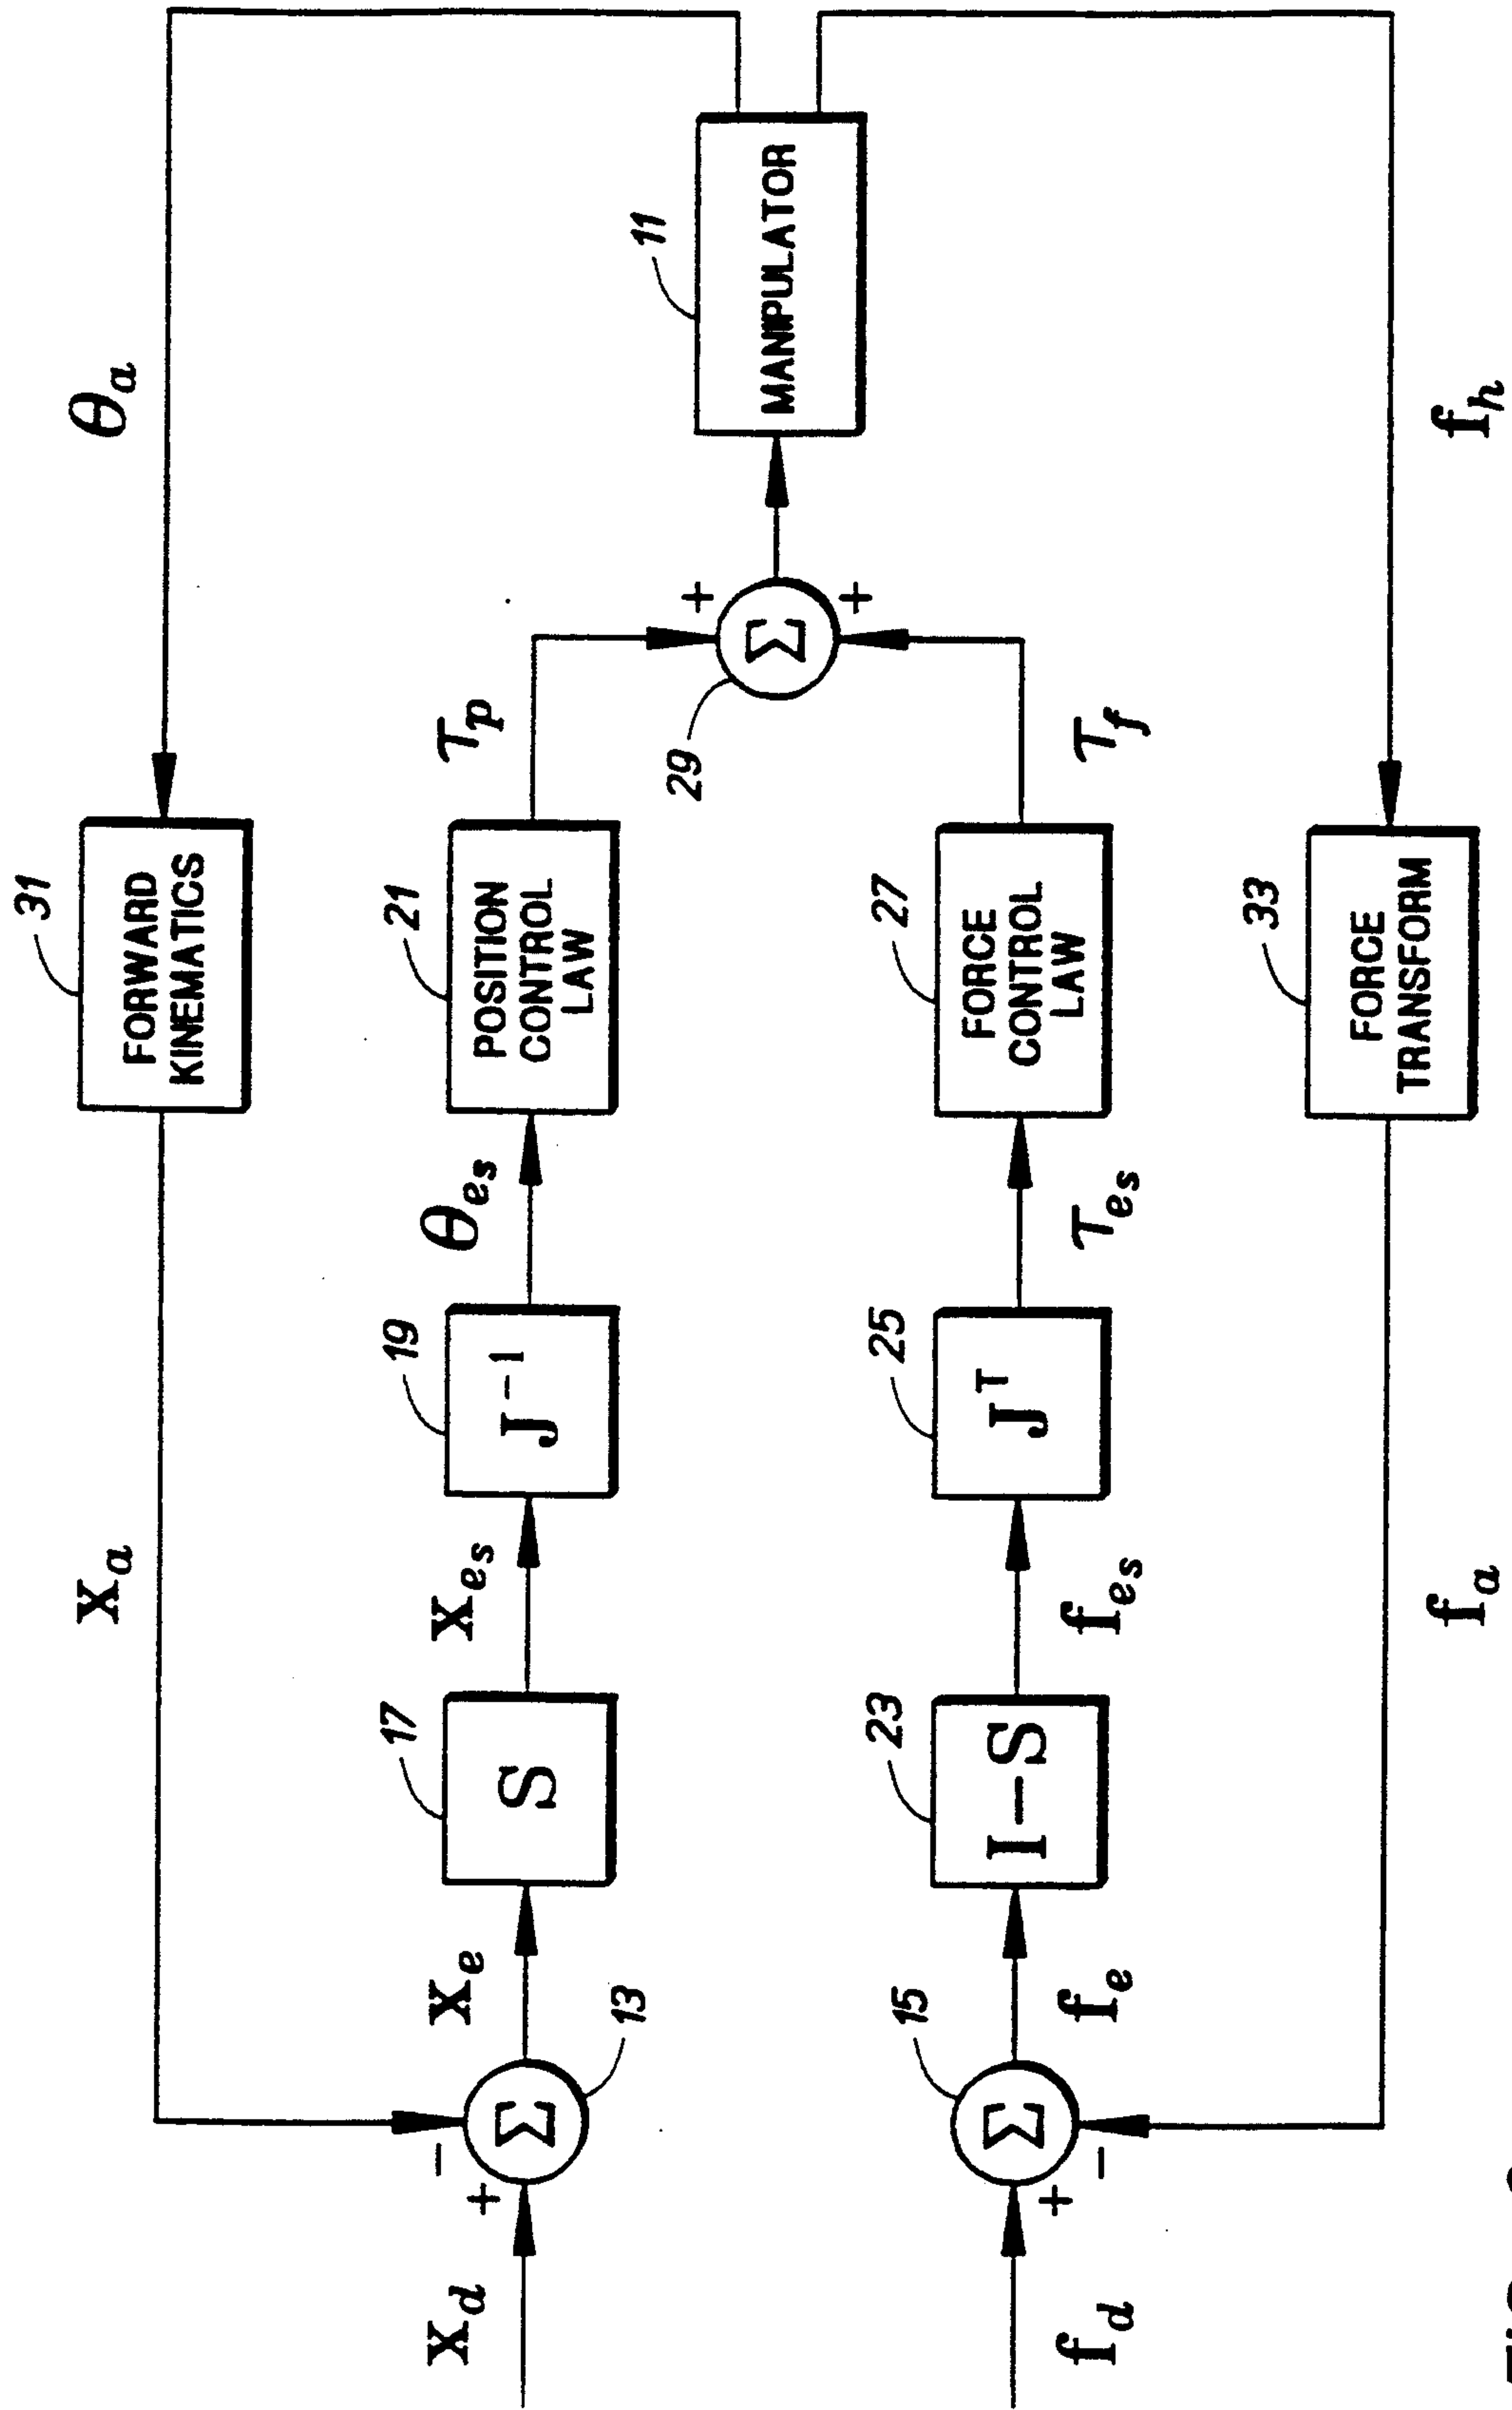 θa
fh
11
MANIPULATOR
+
+
Σ
29
τp
τf
31
FORWARD
KINEMATICS
21
POSITION
CONTROL
LAW
27
FORCE
CONTROL
LAW
33
FORCE
TRANSFORM
θes
τes
19
J⁻¹
25
Jᵀ
xa
xes
fes
fa
17
S
23
I–S
xe
fe
13
Σ
–
+
15
Σ
+
–
xd
fd